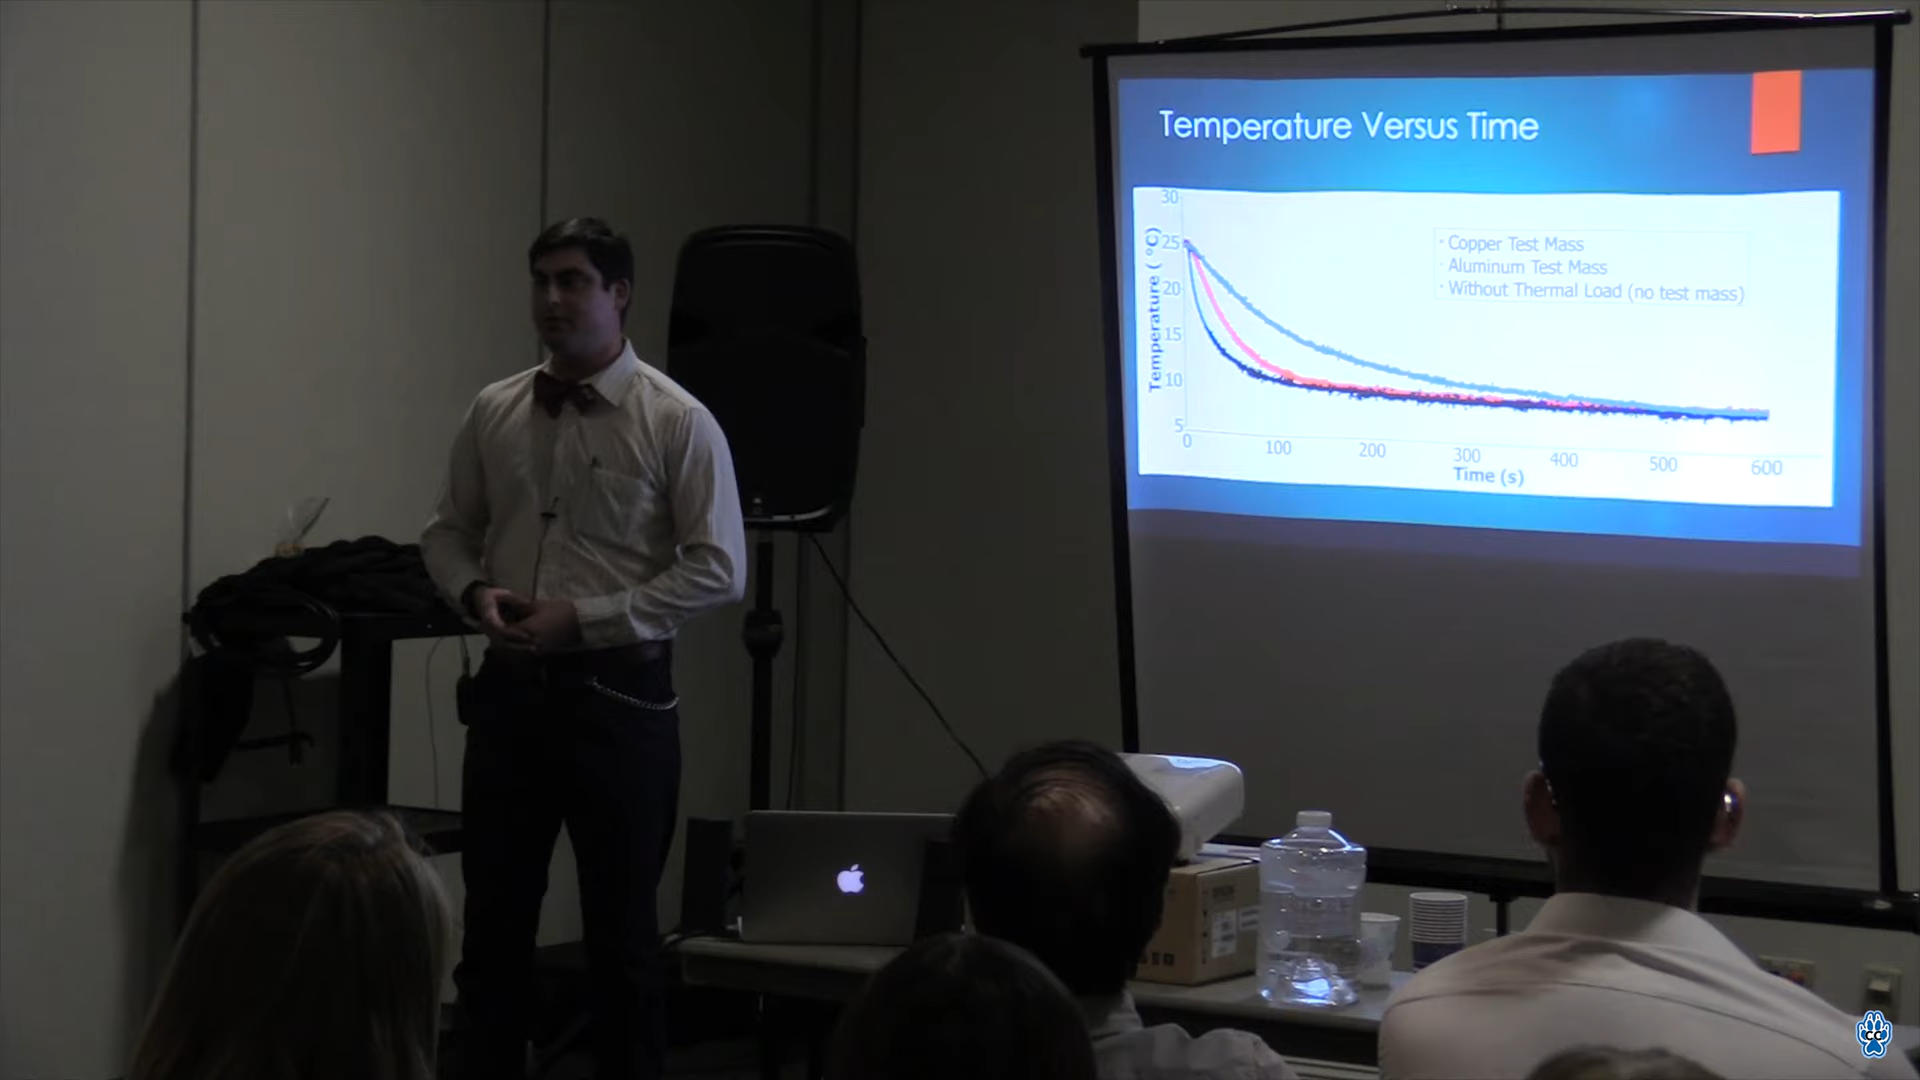 Temperature Versus Time
30
25
20
15
10
5
Temperature ( °C)
• Copper Test Mass
• Aluminum Test Mass
• Without Thermal Load (no test mass)
0 100 200 300 400 500 600
Time (s)